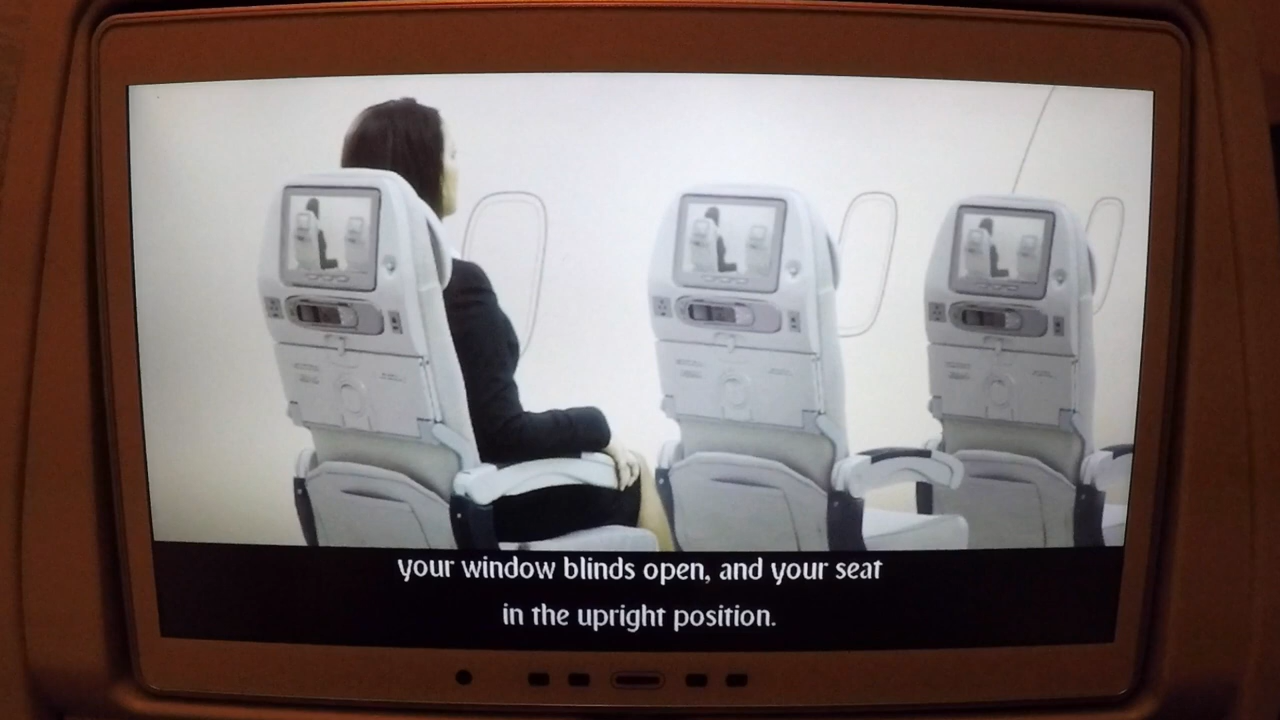 your window blinds open, and your seat
in the upright position.